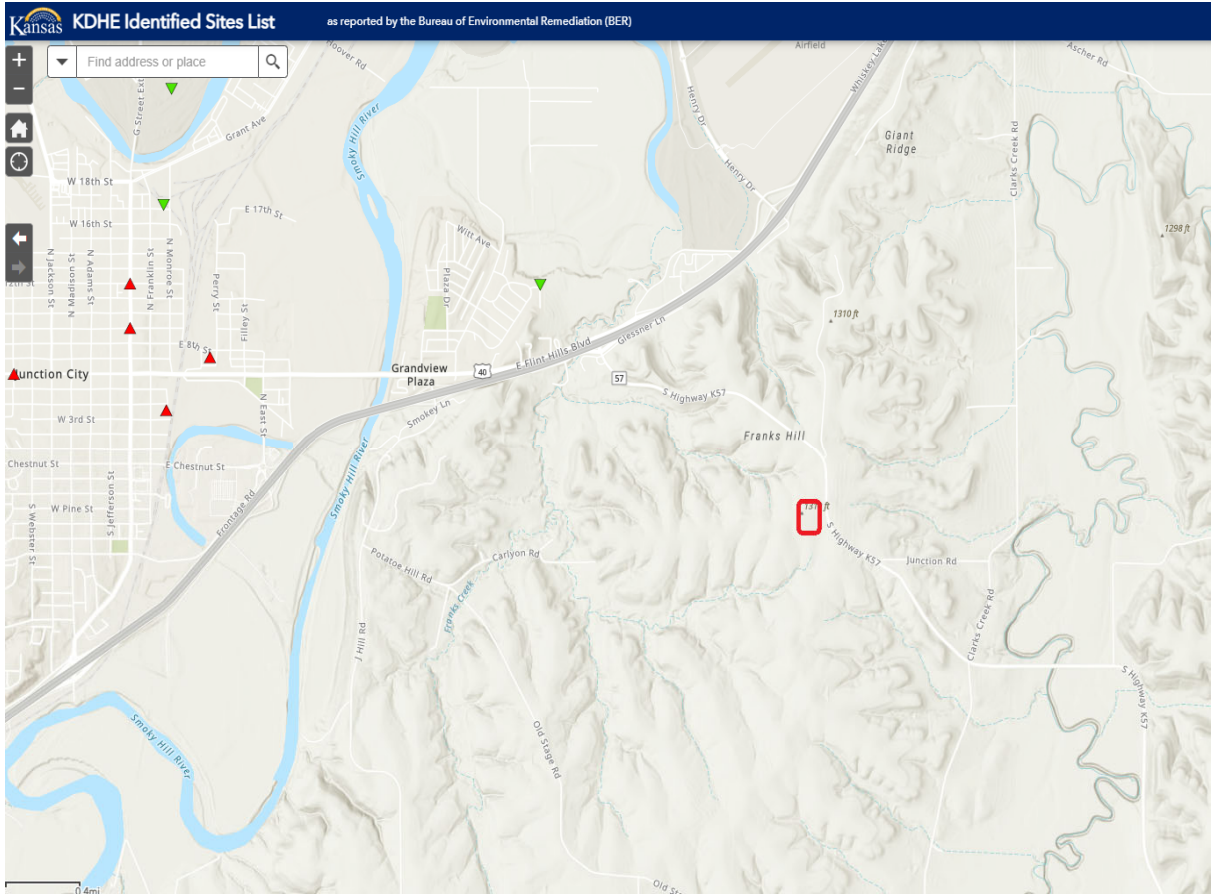 Kansas KDHE Identified Sites List as reported by the Bureau of Environmental Remediation (BER)
Find address or place
Hoover Rd
Airfield
Ascher Rd
Whiskey Lake
G Street Ext
Grant Ave
Smoky Hill River
Henry Dr
Giant
Ridge
Clarks Creek Rd
Henry Dr
W 18th St
E 17th St
W 16th St
Witt Ave
1298 ft
N Jackson St
N Madison St
N Adams St
N Franklin St
N Monroe St
Perry St
Filley St
Plaza Dr
12th St
1310 ft
E 8th St
Glessner Ln
E Flint Hills Blvd
Junction City
Grandview
Plaza
40
57
S Highway K57
N East St
Smokey Ln
W 3rd St
Franks Hill
Chestnut St
E Chestnut St
Smoky Hill River
S Webster St
S Jefferson St
W Pine St
Frontage Rd
S Highway K57
Carlyon Rd
Potatoe Hill Rd
Junction Rd
Franks Creek
Clarks Creek Rd
J Hill Rd
S Highway K57
Smoky Hill River
Old Stage Rd
0.4mi